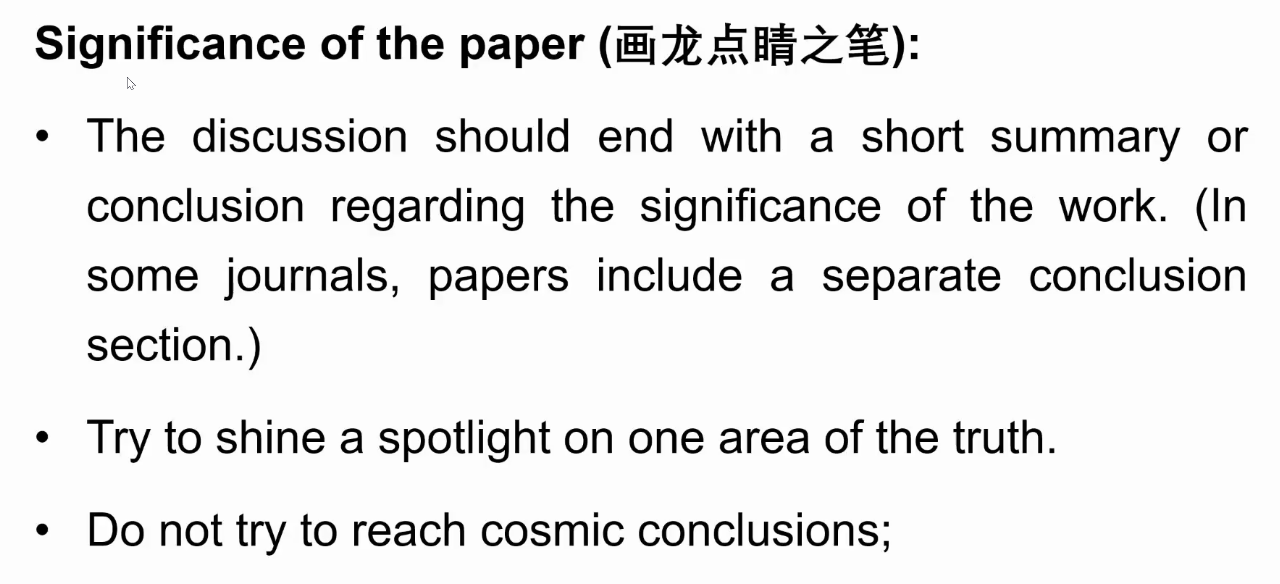 Significance of the paper (画龙点睛之笔):
• The discussion should end with a short summary or
conclusion regarding the significance of the work. (In
some journals, papers include a separate conclusion
section.)
• Try to shine a spotlight on one area of the truth.
• Do not try to reach cosmic conclusions;